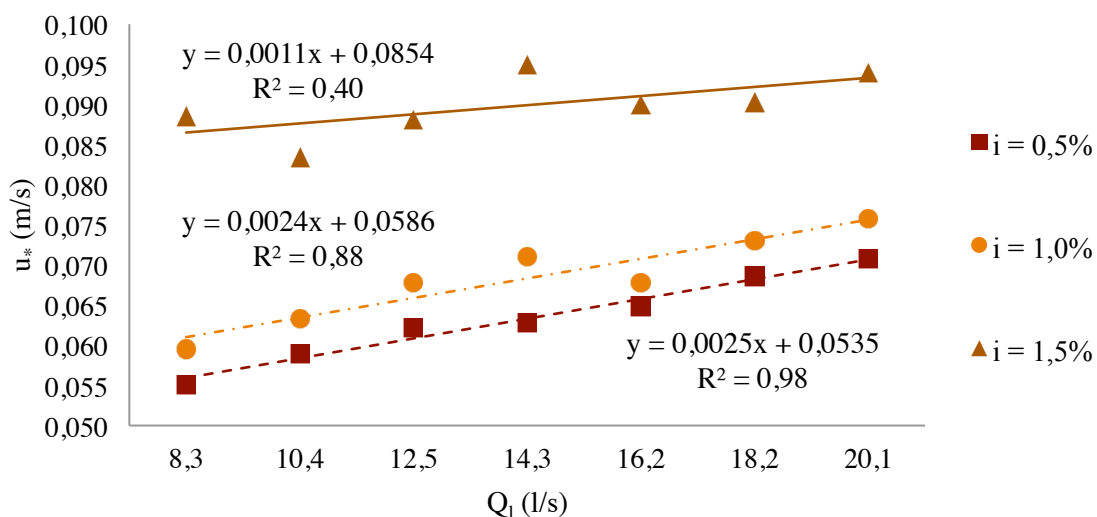 0,100
0,095
0,090
0,085
0,080
0,075
0,070
0,065
0,060
0,055
0,050
u* (m/s)
y = 0,0011x + 0,0854
R² = 0,40
y = 0,0024x + 0,0586
R² = 0,88
y = 0,0025x + 0,0535
R² = 0,98
8,3 10,4 12,5 14,3 16,2 18,2 20,1
Ql (l/s)
i = 0,5%
i = 1,0%
i = 1,5%